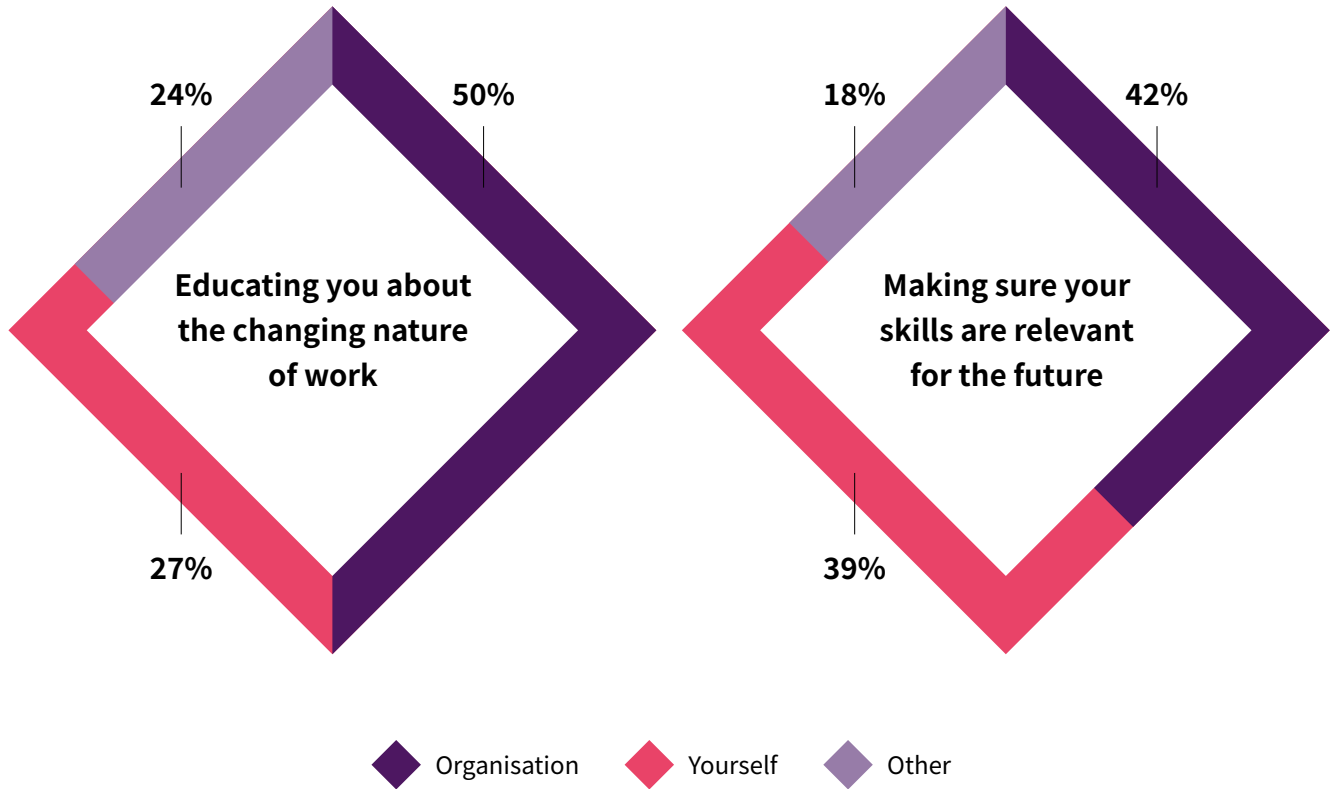 24%
50%
Educating you about
the changing nature
of work
27%
18%
42%
Making sure your
skills are relevant
for the future
39%
Organisation
Yourself
Other